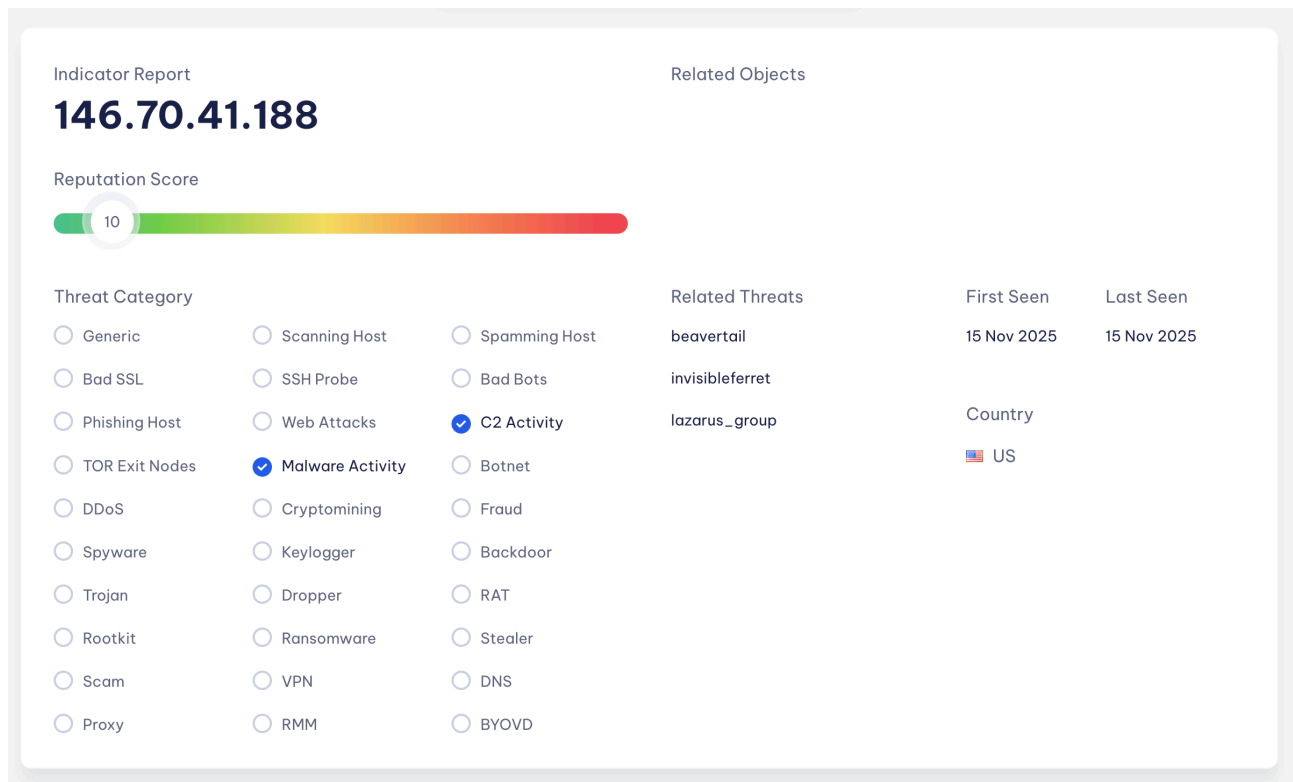 Indicator Report
146.70.41.188
Reputation Score
10
Related Objects
Threat Category
Generic Scanning Host Spamming Host
Bad SSL SSH Probe Bad Bots
Phishing Host Web Attacks C2 Activity
TOR Exit Nodes Malware Activity Botnet
DDoS Cryptomining Fraud
Spyware Keylogger Backdoor
Trojan Dropper RAT
Rootkit Ransomware Stealer
Scam VPN DNS
Proxy RMM BYOVD
Related Threats
beavertail
invisibleferret
lazarus_group
First Seen Last Seen
15 Nov 2025 15 Nov 2025
Country
US